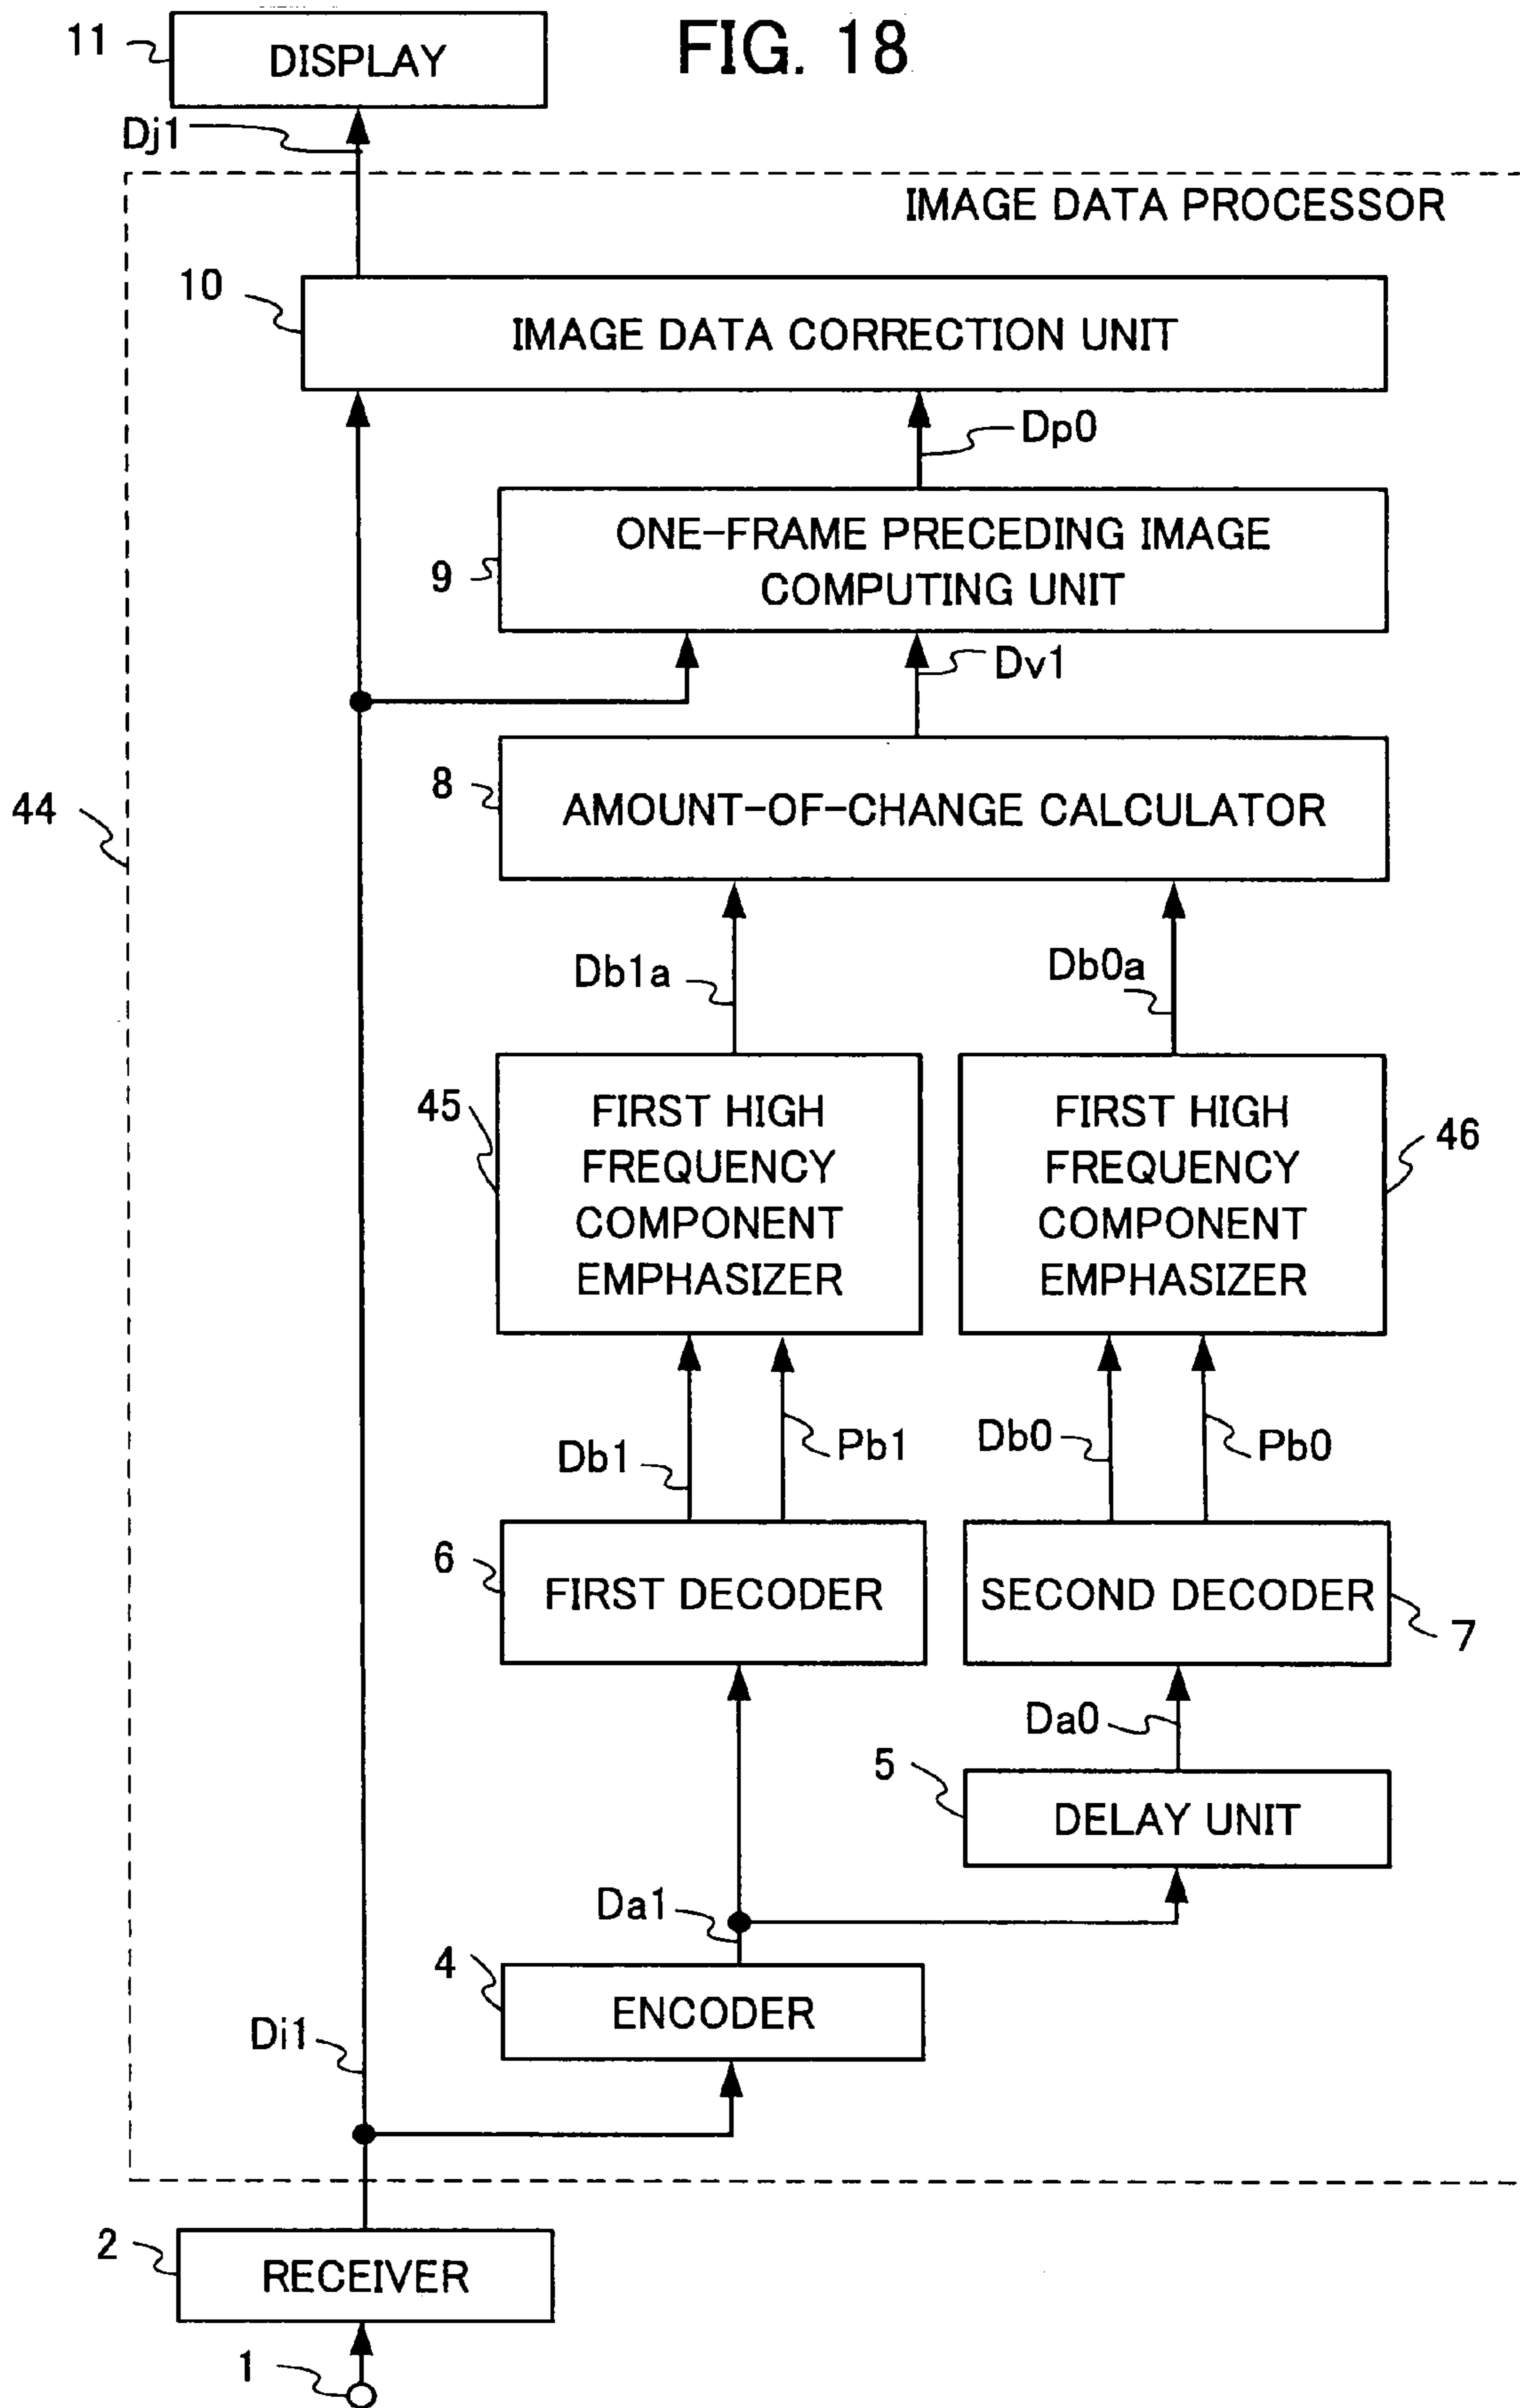 FIG. 18
11
DISPLAY
Dj1
IMAGE DATA PROCESSOR
10
IMAGE DATA CORRECTION UNIT
Dp0
9
ONE-FRAME PRECEDING IMAGE
COMPUTING UNIT
Dv1
44
8
AMOUNT-OF-CHANGE CALCULATOR
Db1a
Db0a
45
FIRST HIGH
FREQUENCY
COMPONENT
EMPHASIZER
FIRST HIGH
FREQUENCY
COMPONENT
EMPHASIZER
46
Db1
Pb1
Db0
Pb0
6
FIRST DECODER
SECOND DECODER
7
Da0
5
DELAY UNIT
Da1
4
ENCODER
Di1
2
RECEIVER
1